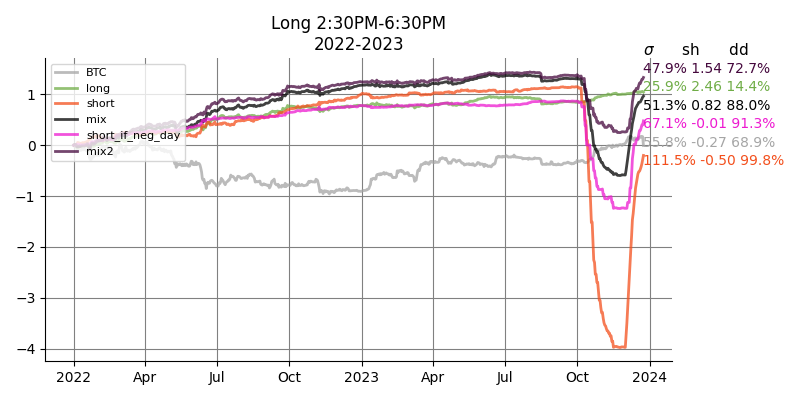 Long 2:30PM-6:30PM
2022-2023
σ sh dd
47.9% 1.54 72.7%
25.9% 2.46 14.4%
51.3% 0.82 88.0%
67.1% -0.01 91.3%
55.8% -0.27 68.9%
111.5% -0.50 99.8%
BTC
long
short
mix
short_if_neg_day
mix2
1
0
−1
−2
−3
−4
2022 Apr Jul Oct 2023 Apr Jul Oct 2024